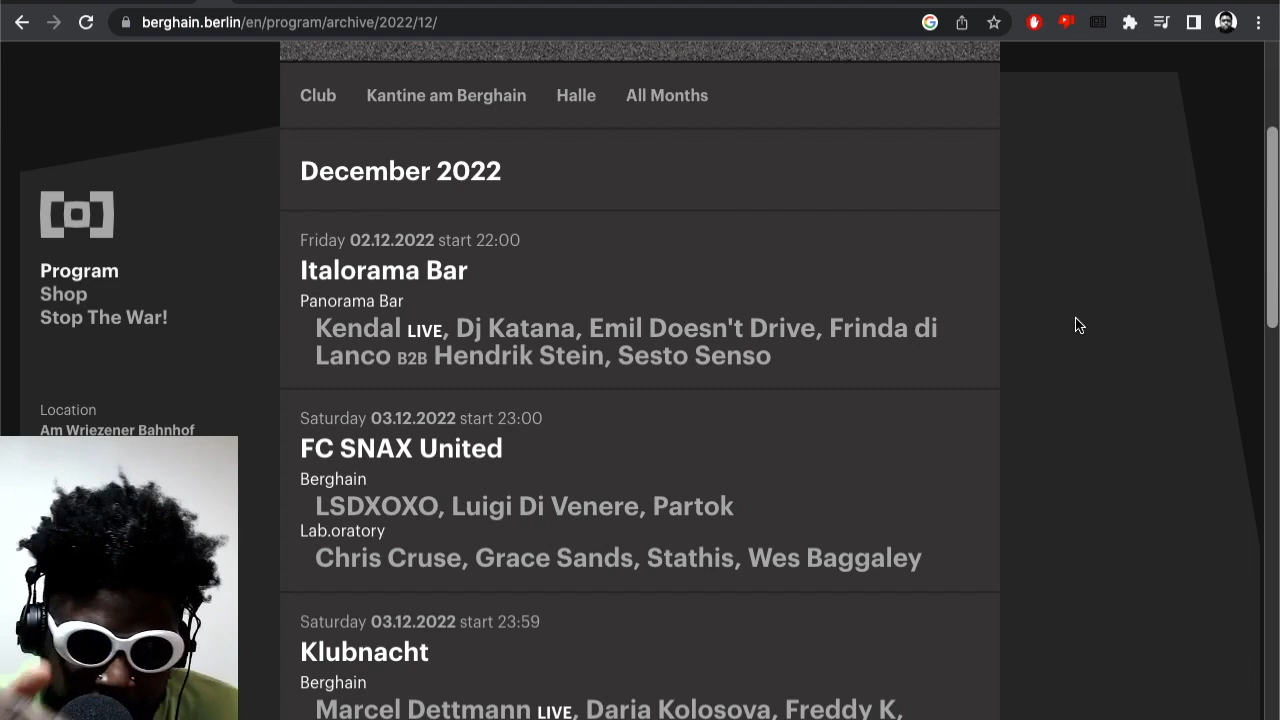 berghain.berlin/en/program/archive/2022/12/
Club Kantine am Berghain Halle All Months
December 2022
Program
Shop
Stop The War!
Location
Am Wriezener Bahnhof
Friday 02.12.2022 start 22:00
Italorama Bar
Panorama Bar
Kendal LIVE, Dj Katana, Emil Doesn't Drive, Frinda di
Lanco B2B Hendrik Stein, Sesto Senso
Saturday 03.12.2022 start 23:00
FC SNAX United
Berghain
LSDXOXO, Luigi Di Venere, Partok
Lab.oratory
Chris Cruse, Grace Sands, Stathis, Wes Baggaley
Saturday 03.12.2022 start 23:59
Klubnacht
Berghain
Marcel Dettmann LIVE, Daria Kolosova, Freddy K,